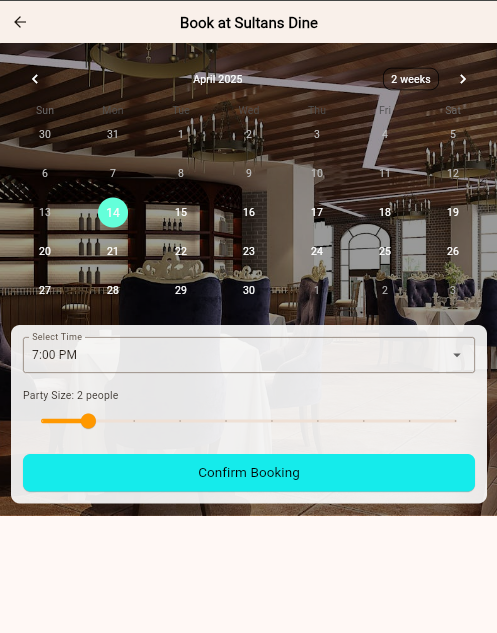 Book at Sultans Dine
April 2025 2 weeks
Sun Mon Tue Wed Thu Fri Sat
30 31 1 2 3 4 5
6 7 8 9 10 11 12
13 14 15 16 17 18 19
20 21 22 23 24 25 26
27 28 29 30 1 2 3
Select Time
7:00 PM
Party Size: 2 people
Confirm Booking